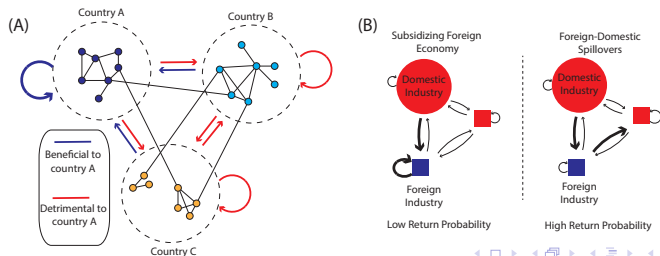 (A)
Country A
Country B
Country C
Beneficial to
country A
Detrimental to
country A
(B)
Subsidizing Foreign
Economy
Domestic
Industry
Foreign
Industry
Low Return Probability
Foreign-Domestic
Spillovers
Domestic
Industry
Foreign
Industry
High Return Probability